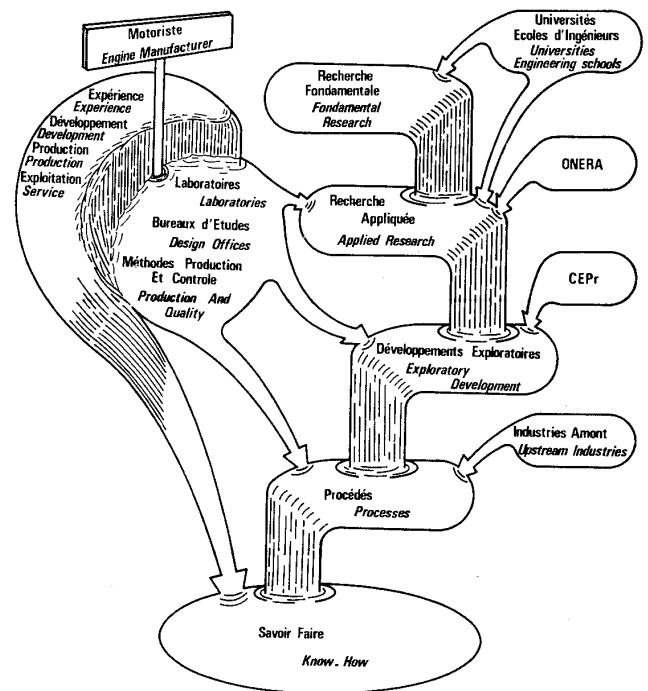 Motoriste
Engine Manufacturer
Expérience
Experience
Développement
Development
Production
Production
Exploitation
Service
Laboratoires
Laboratories
Bureaux d'Etudes
Design Offices
Méthodes Production
Et Controle
Production And
Quality
Universités
Ecoles d'Ingénieurs
Universities
Engineering schools
Recherche
Fondamentale
Fondamental
Research
ONERA
Recherche
Appliquée
Applied Research
CEPr
Développements Exploratoires
Exploratory
Development
Industries Amont
Upstream Industries
Procédés
Processes
Savoir Faire
Know-How